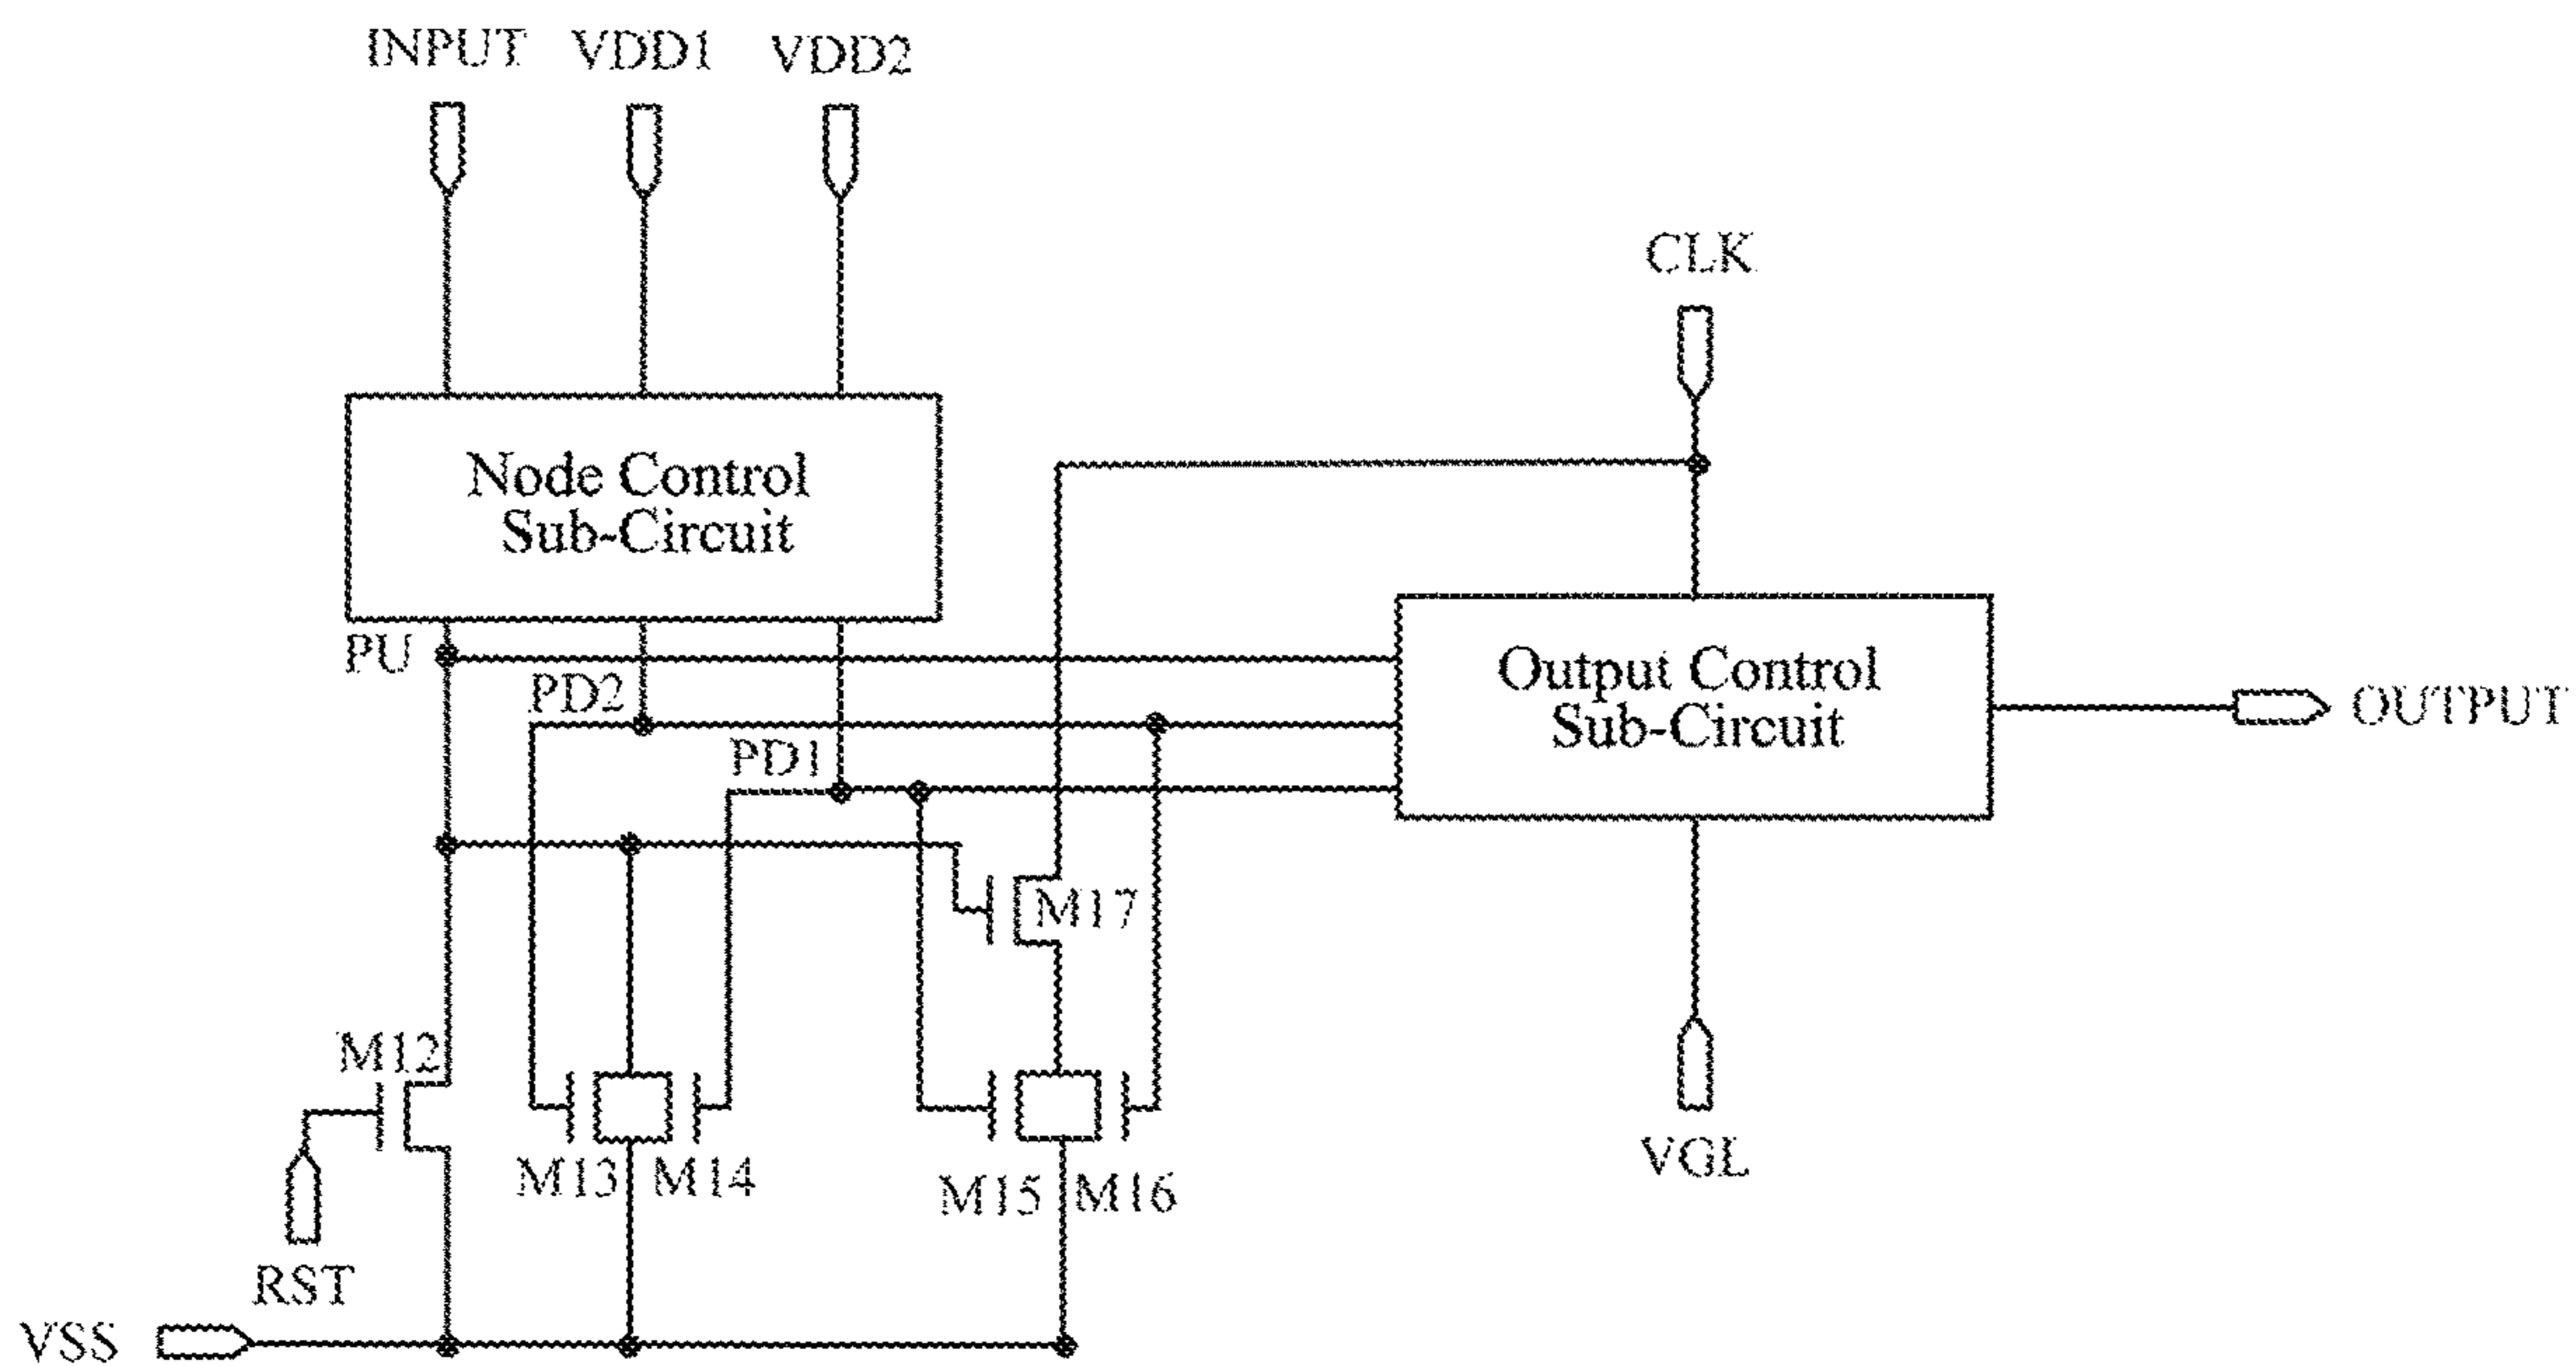 INPUT
VDD1
VDD2
CLK
Node Control
Sub-Circuit
PU
PD2
PD1
Output Control
Sub-Circuit
OUTPUT
M17
M12
M13
M14
M15
M16
VGL
RST
VSS